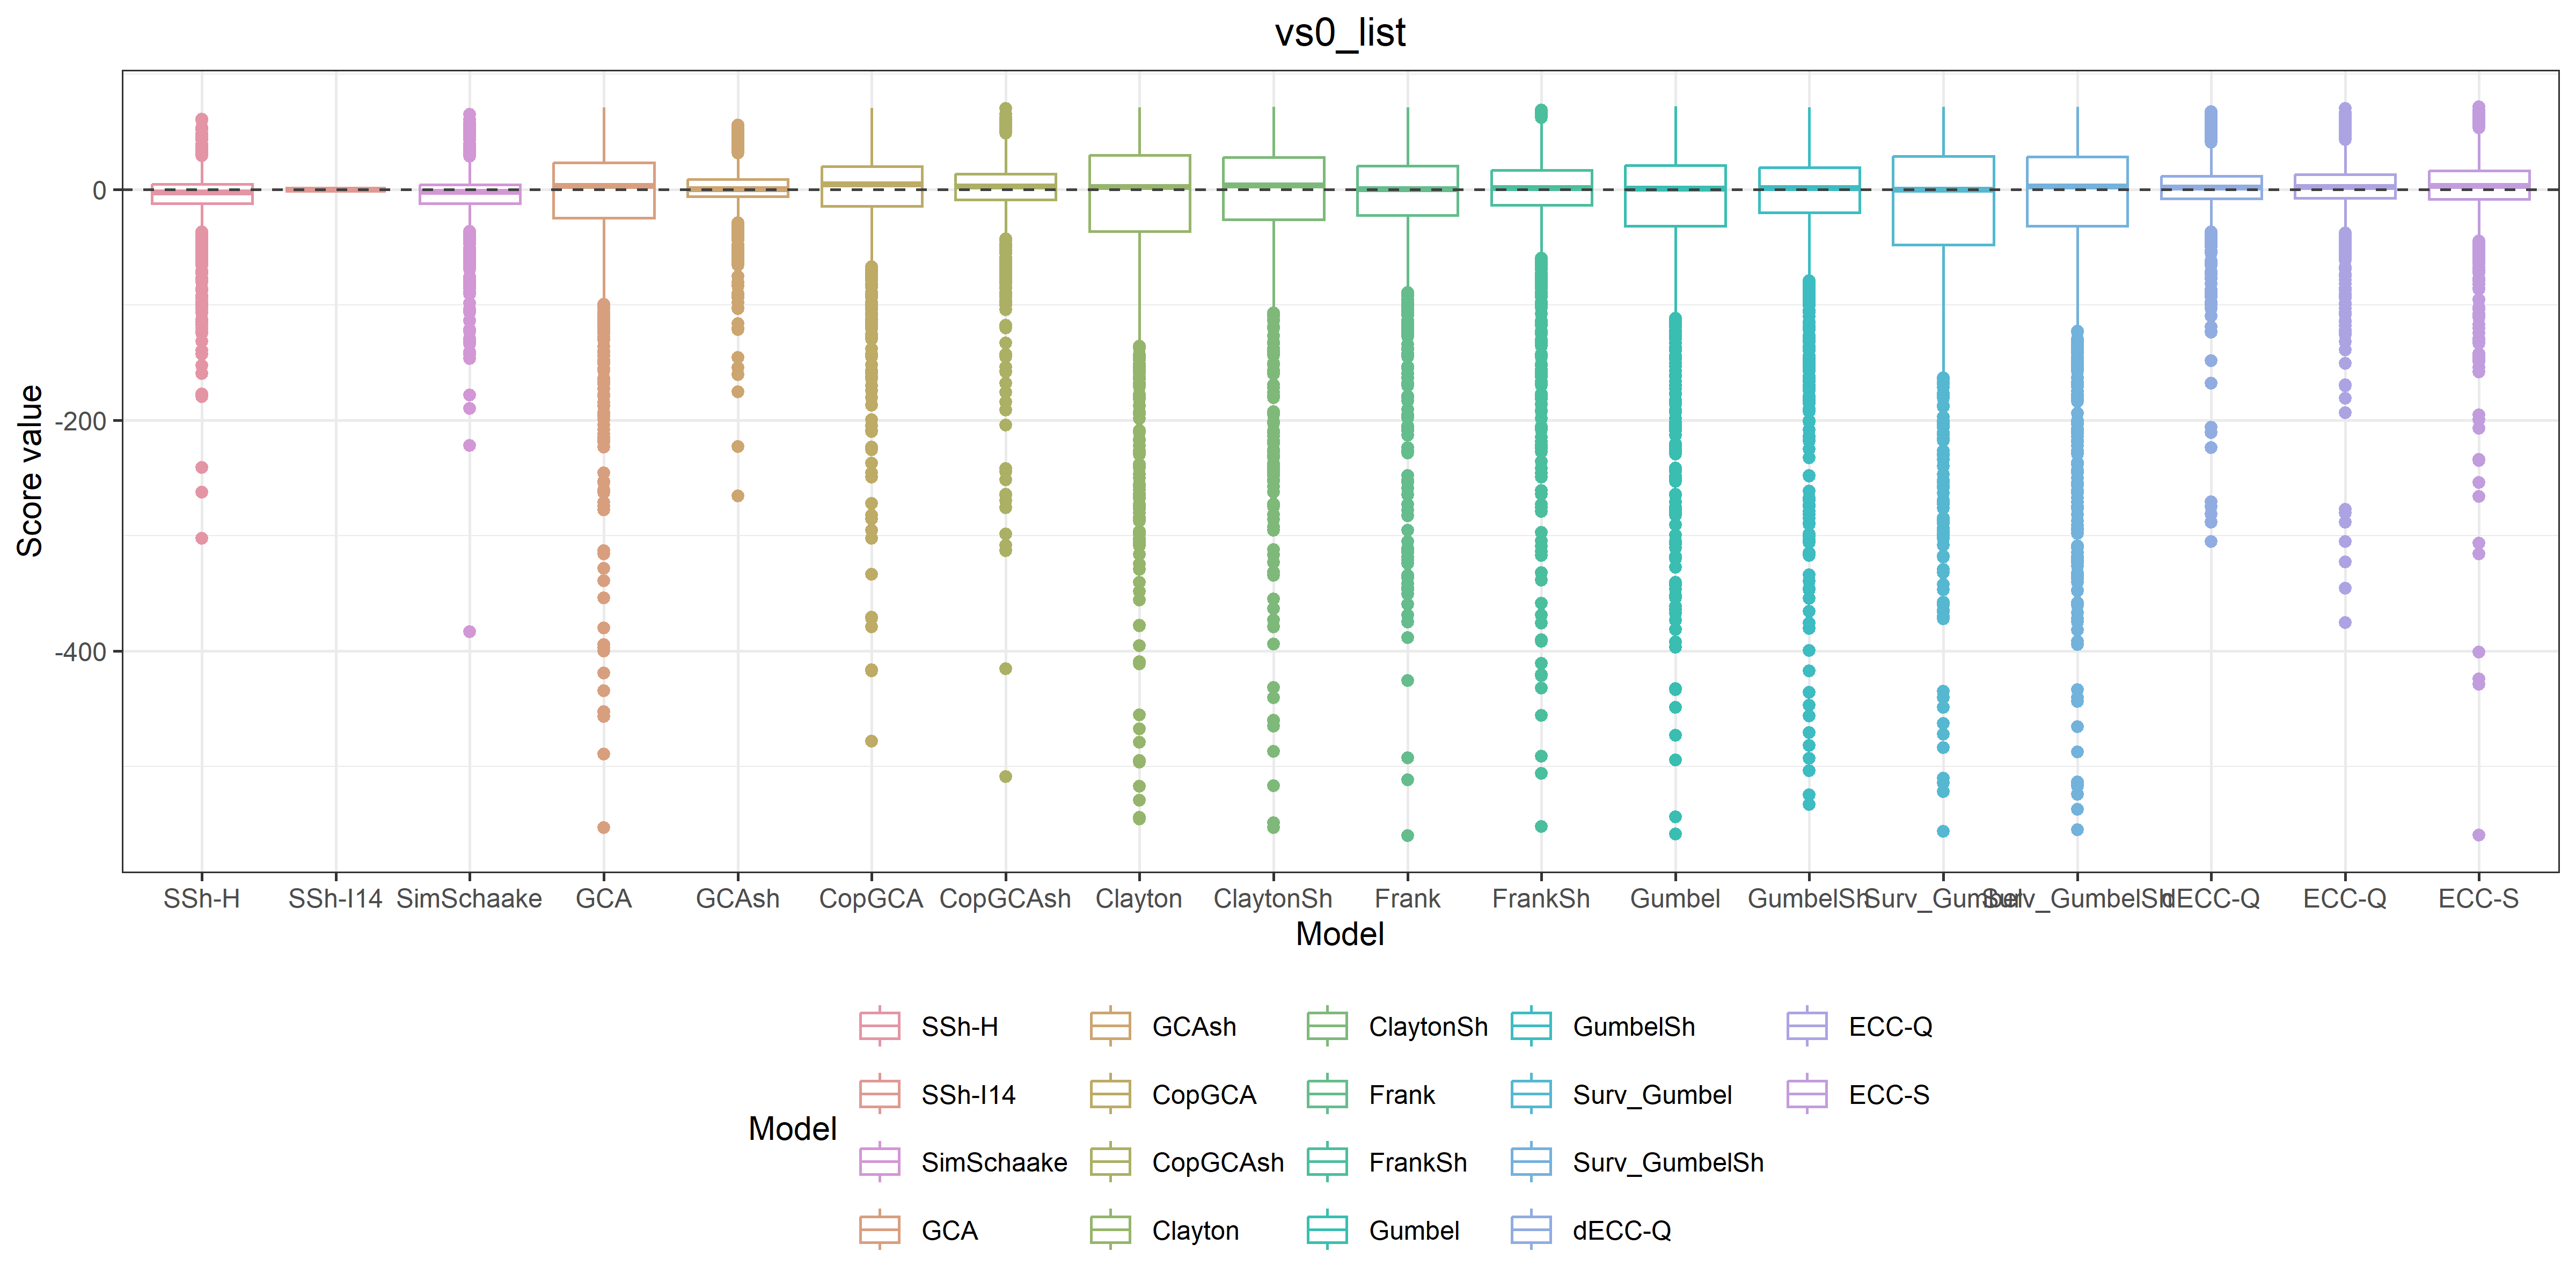 vs0_list
Score value
0
-200
-400
SSh-H SSh-I14 SimSchaake GCA GCAsh CopGCA CopGCAsh Clayton ClaytonSh Frank FrankSh Gumbel GumbelSh Surv_Gumbel Surv_GumbelSh dECC-Q ECC-Q ECC-S
Model
SSh-H GCAsh ClaytonSh GumbelSh ECC-Q
SSh-I14 CopGCA Frank Surv_Gumbel ECC-S
Model
SimSchaake CopGCAsh FrankSh Surv_GumbelSh
GCA Clayton Gumbel dECC-Q